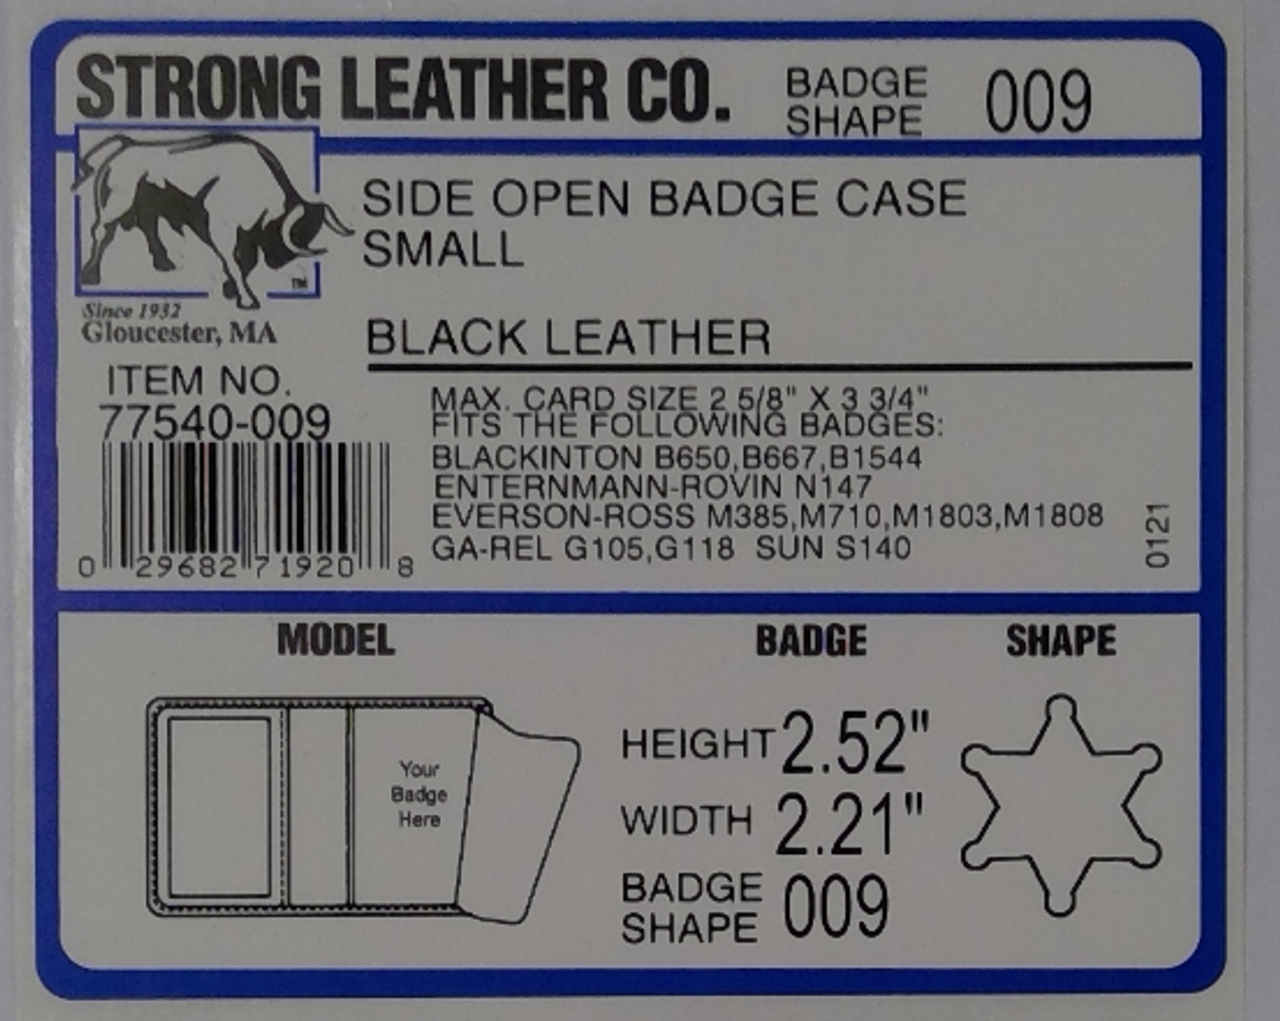 STRONG LEATHER CO.
BADGE
SHAPE
009
SIDE OPEN BADGE CASE
SMALL
TM
Since 1932
Gloucester, MA
BLACK LEATHER
ITEM NO.
77540-009
0 29682 71920 8
MAX. CARD SIZE 2 5/8" X 3 3/4"
FITS THE FOLLOWING BADGES:
BLACKINTON B650,B667,B1544
ENTERNMANN-ROVIN N147
EVERSON-ROSS M385,M710,M1803,M1808
GA-REL G105,G118 SUN S140
0121
MODEL
BADGE
SHAPE
Your
Badge
Here
HEIGHT 2.52"
WIDTH 2.21"
BADGE
SHAPE
009